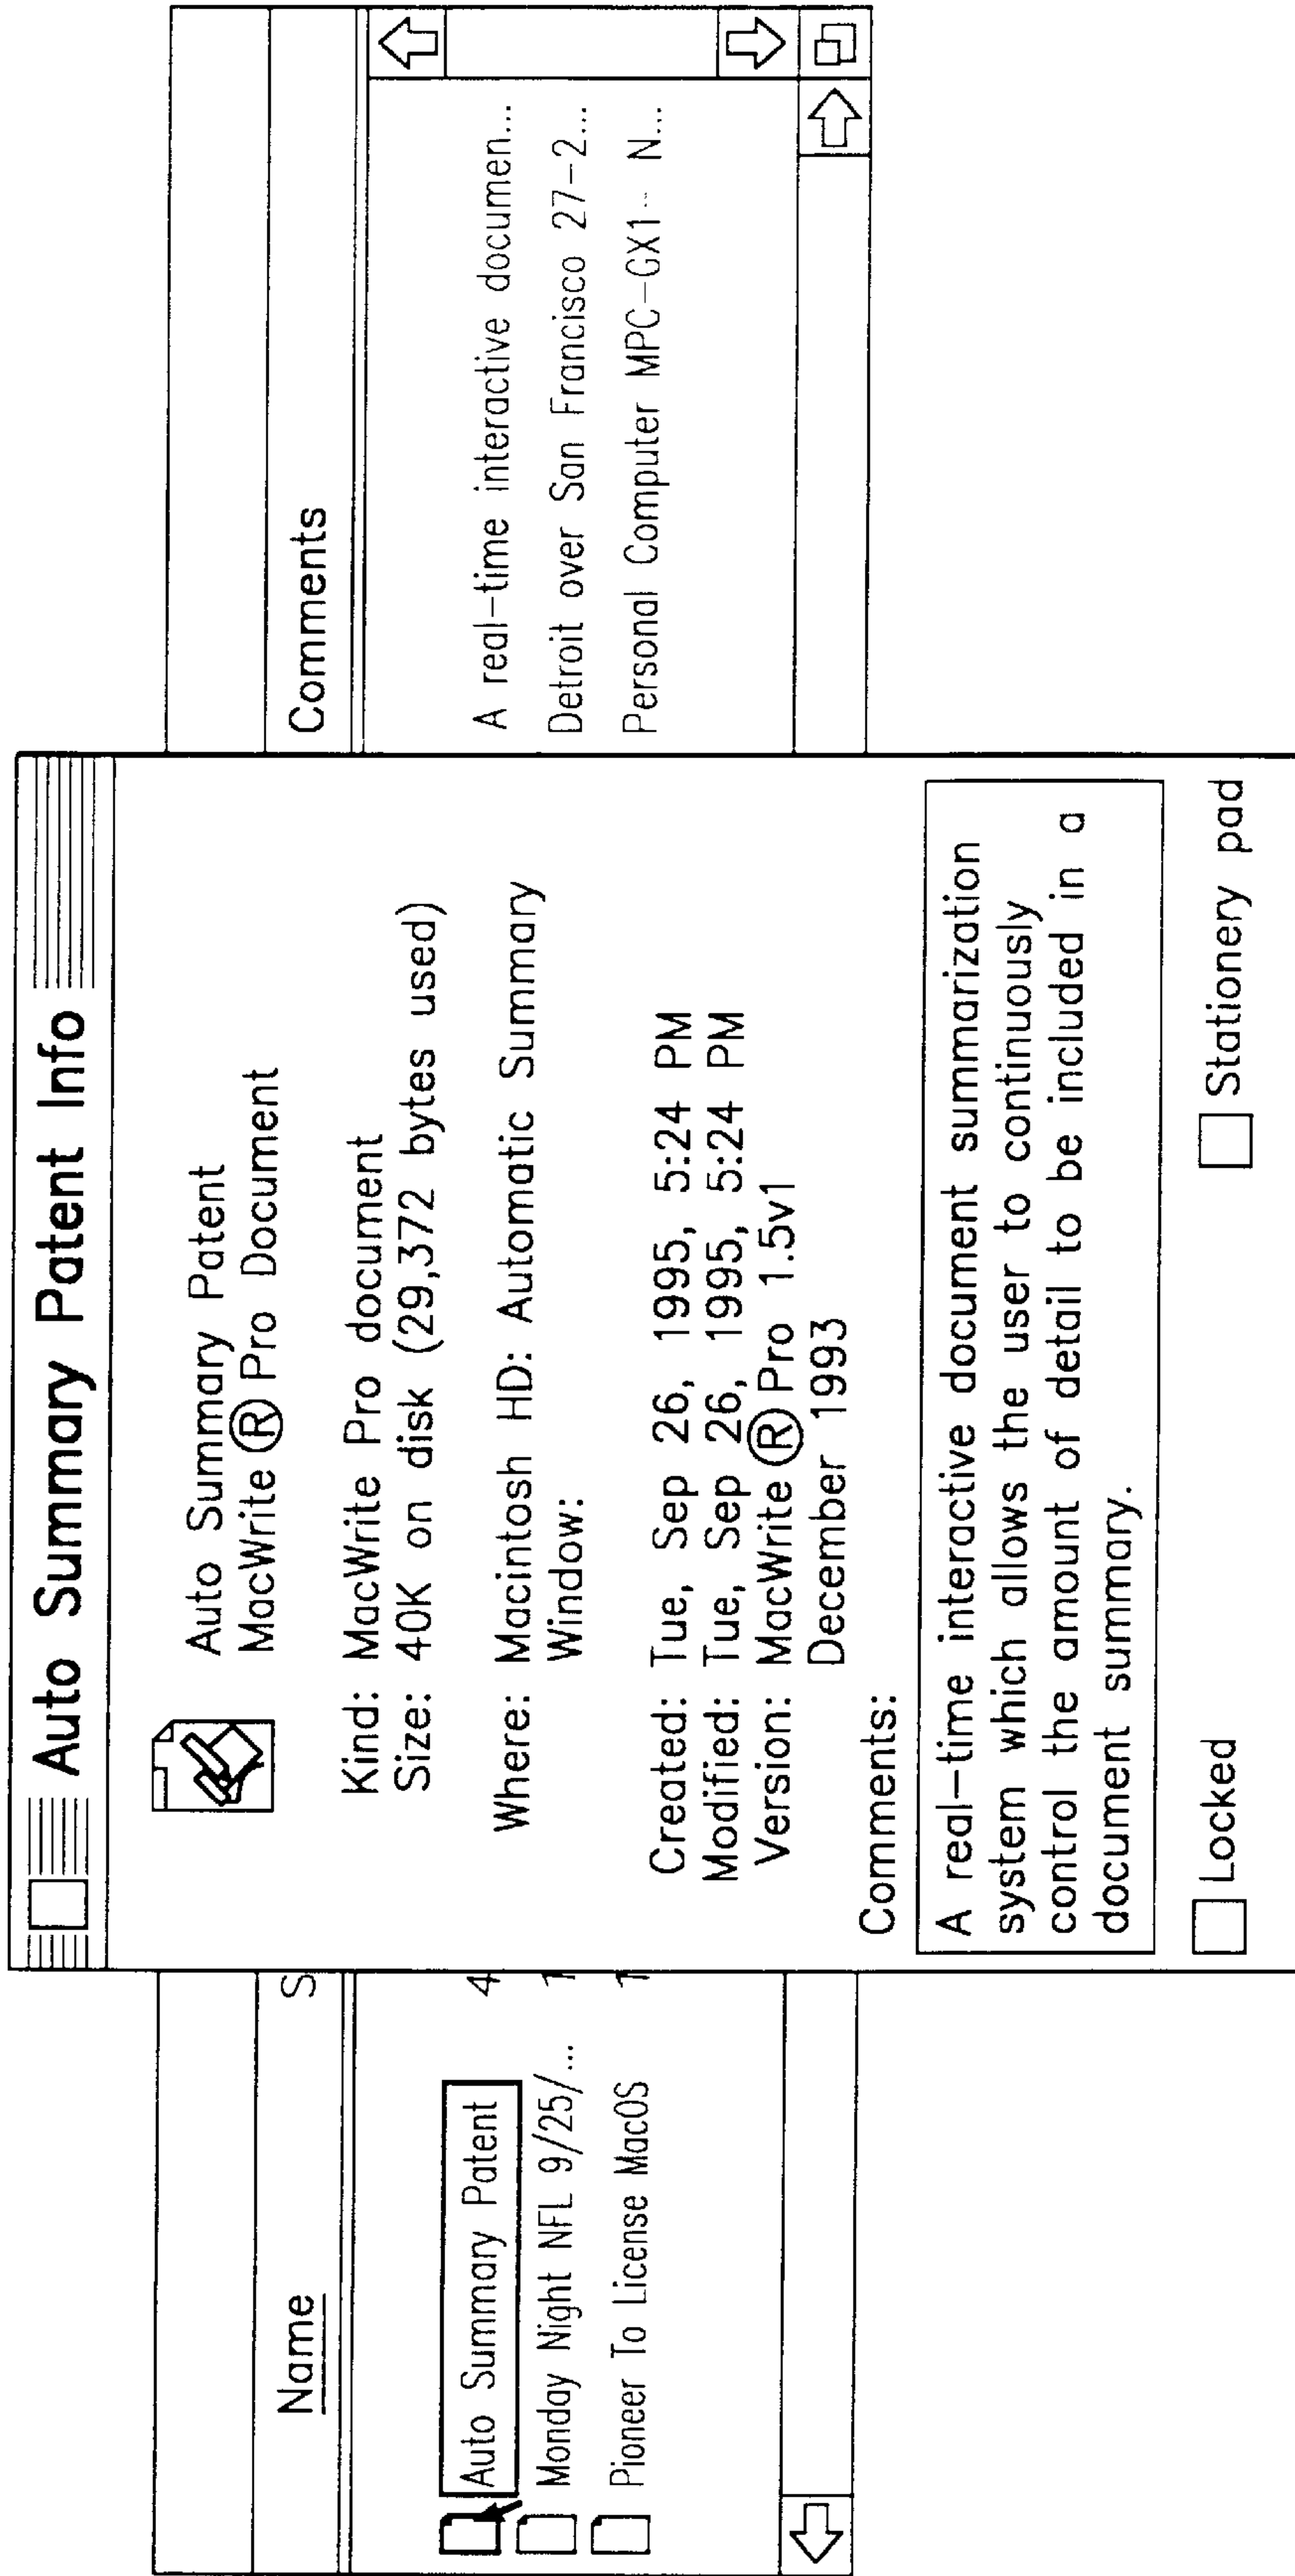 Auto Summary Patent Info
Auto Summary Patent
MacWrite ® Pro Document
Kind: MacWrite Pro document
Size: 40K on disk (29,372 bytes used)
Where: Macintosh HD: Automatic Summary
Window:
Created: Tue, Sep 26, 1995, 5:24 PM
Modified: Tue, Sep 26, 1995, 5:24 PM
Version: MacWrite ® Pro 1.5v1
December 1993
Comments:
A real-time interactive document summarization
system which allows the user to continuously
control the amount of detail to be included in a
document summary.
Locked
Stationery pad
Name S
Auto Summary Patent 4
Monday Night NFL 9/25/... 1
Pioneer To License MacOS 1
Comments
A real-time interactive documen...
Detroit over San Francisco 27-2...
Personal Computer MPC-GX1- N...